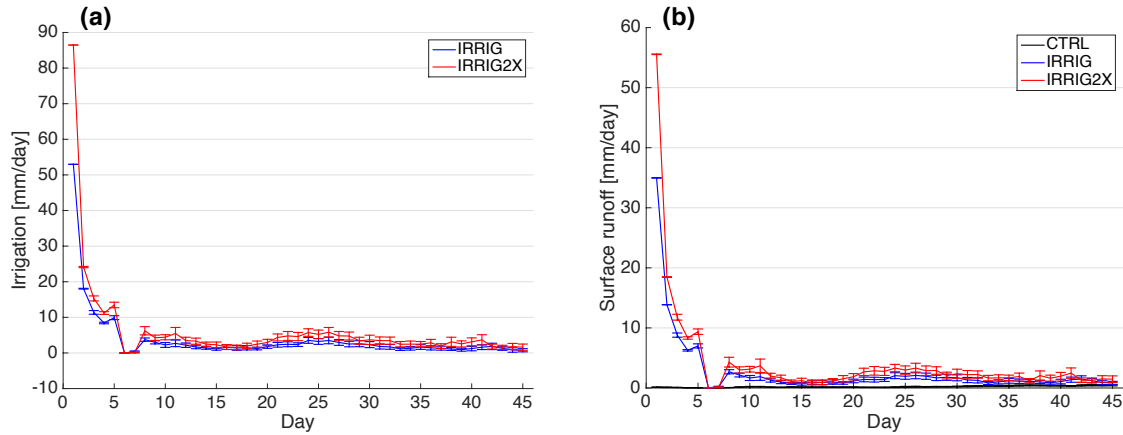 (a)
IRRIG
IRRIG2X
Irrigation [mm/day]
90
80
70
60
50
40
30
20
10
0
-10
0 5 10 15 20 25 30 35 40 45
Day
(b)
CTRL
IRRIG
IRRIG2X
Surface runoff [mm/day]
60
50
40
30
20
10
0
0 5 10 15 20 25 30 35 40 45
Day